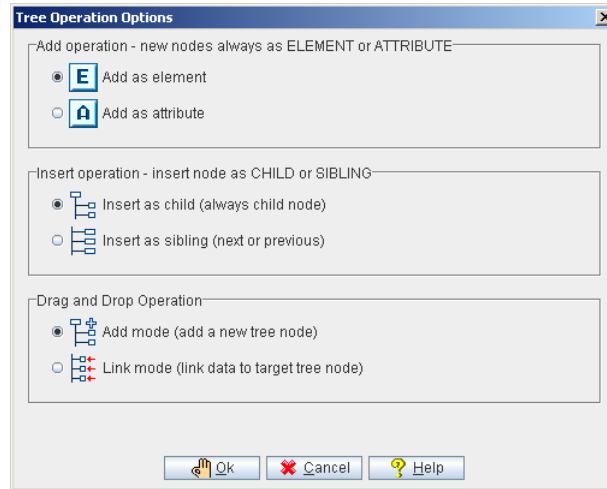 Tree Operation Options
Add operation - new nodes always as ELEMENT or ATTRIBUTE
E Add as element
A Add as attribute
Insert operation - insert node as CHILD or SIBLING
Insert as child (always child node)
Insert as sibling (next or previous)
Drag and Drop Operation
Add mode (add a new tree node)
Link mode (link data to target tree node)
Ok Cancel Help